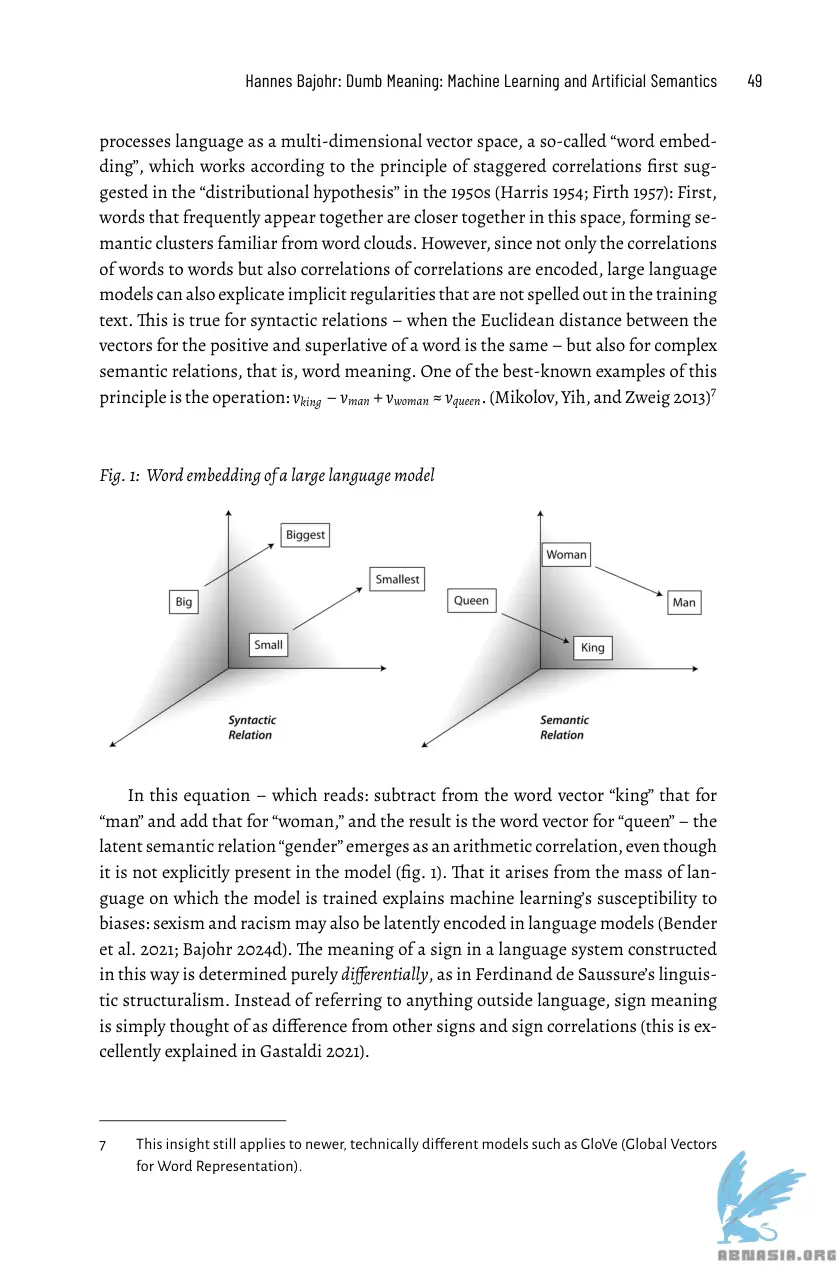 Hannes Bajohr: Dumb Meaning: Machine Learning and Artificial Semantics 49
processes language as a multi-dimensional vector space, a so-called “word embed-
ding”, which works according to the principle of staggered correlations first sug-
gested in the “distributional hypothesis” in the 1950s (Harris 1954; Firth 1957): First,
words that frequently appear together are closer together in this space, forming se-
mantic clusters familiar from word clouds. However, since not only the correlations
of words to words but also correlations of correlations are encoded, large language
models can also explicate implicit regularities that are not spelled out in the training
text. This is true for syntactic relations – when the Euclidean distance between the
vectors for the positive and superlative of a word is the same – but also for complex
semantic relations, that is, word meaning. One of the best-known examples of this
principle is the operation: vking – vman + vwoman ≈ vqueen. (Mikolov, Yih, and Zweig 2013)7
Fig. 1: Word embedding of a large language model
Biggest
Smallest
Big
Small
Syntactic
Relation
Woman
Queen
Man
King
Semantic
Relation
In this equation – which reads: subtract from the word vector “king” that for
“man” and add that for “woman,” and the result is the word vector for “queen” – the
latent semantic relation “gender” emerges as an arithmetic correlation, even though
it is not explicitly present in the model (fig. 1). That it arises from the mass of lan-
guage on which the model is trained explains machine learning’s susceptibility to
biases: sexism and racism may also be latently encoded in language models (Bender
et al. 2021; Bajohr 2024d). The meaning of a sign in a language system constructed
in this way is determined purely differentially, as in Ferdinand de Saussure’s linguis-
tic structuralism. Instead of referring to anything outside language, sign meaning
is simply thought of as difference from other signs and sign correlations (this is ex-
cellently explained in Gastaldi 2021).
7 This insight still applies to newer, technically different models such as GloVe (Global Vectors
for Word Representation).
ABNASIA.ORG